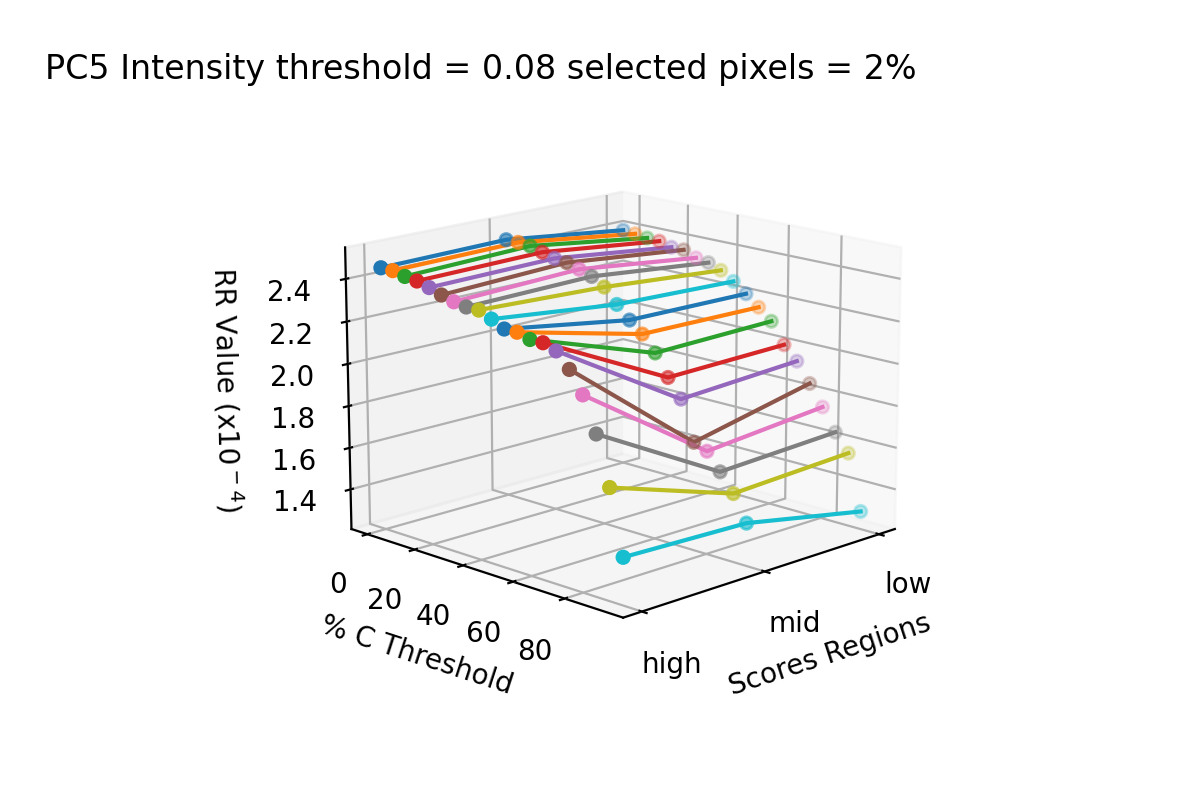 PC5 Intensity threshold = 0.08 selected pixels = 2%
RR Value (x10⁻⁴)
2.4
2.2
2.0
1.8
1.6
1.4
0
20
40
60
80
% C Threshold
high
mid
low
Scores Regions